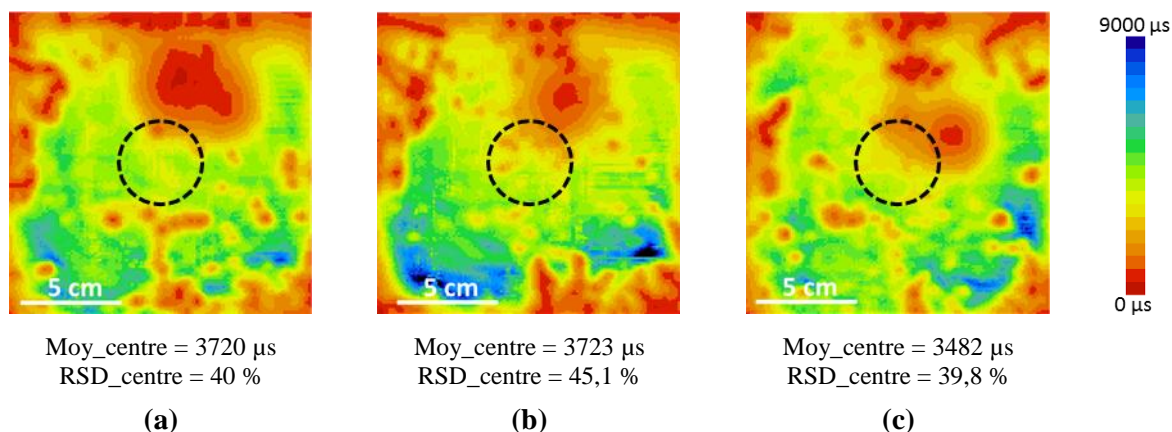 9000 µs
5 cm
5 cm
5 cm
0 µs
Moy_centre = 3720 µs
RSD_centre = 40 %
(a)
Moy_centre = 3723 µs
RSD_centre = 45,1 %
(b)
Moy_centre = 3482 µs
RSD_centre = 39,8 %
(c)